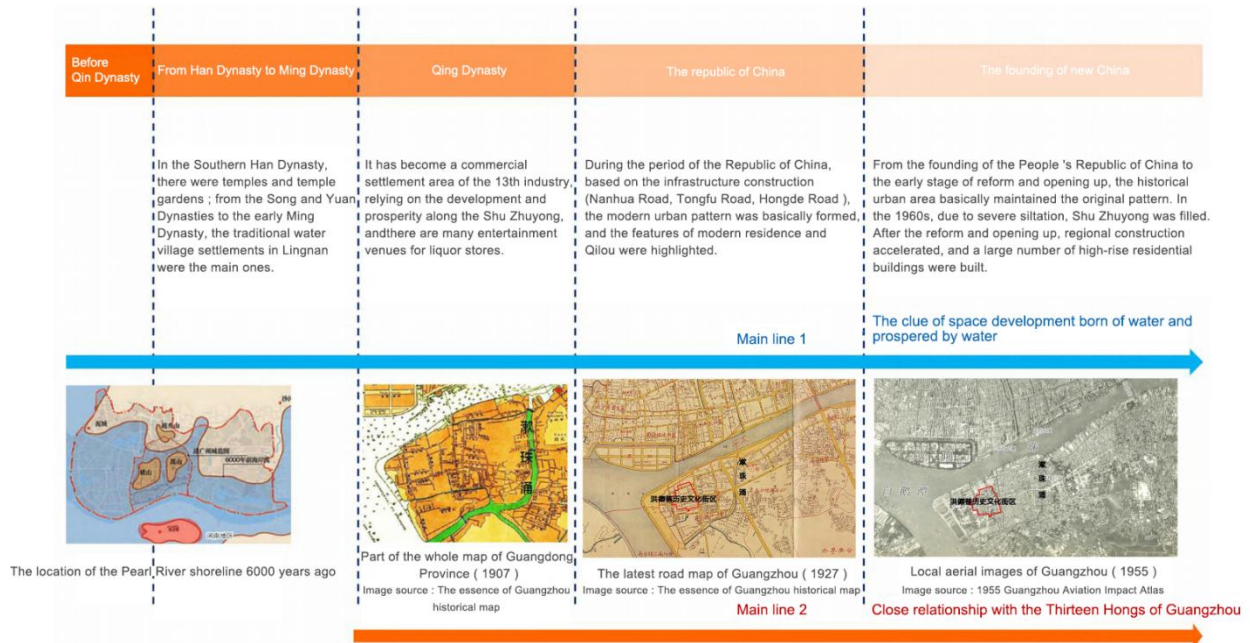 Before
Qin Dynasty
From Han Dynasty to Ming Dynasty
Qing Dynasty
The republic of China
The founding of new China
In the Southern Han Dynasty,
there were temples and temple
gardens ; from the Song and Yuan
Dynasties to the early Ming
Dynasty, the traditional water
village settlements in Lingnan
were the main ones.
It has become a commercial
settlement area of the 13th industry,
relying on the development and
prosperity along the Shu Zhuyong,
andthere are many entertainment
venues for liquor stores.
During the period of the Republic of China,
based on the infrastructure construction
(Nanhua Road, Tongfu Road, Hongde Road ),
the modern urban pattern was basically formed,
and the features of modern residence and
Qilou were highlighted.
From the founding of the People 's Republic of China to
the early stage of reform and opening up, the historical
urban area basically maintained the original pattern. In
the 1960s, due to severe siltation, Shu Zhuyong was filled.
After the reform and opening up, regional construction
accelerated, and a large number of high-rise residential
buildings were built.
Main line 1
The clue of space development born of water and
prospered by water
6000年前海岸线
漱珠涌
漱珠涌
洪德巷历史文化街区
漱珠涌
白鹅潭
洪德巷历史文化街区
The location of the Pearl River shoreline 6000 years ago
Part of the whole map of Guangdong
Province ( 1907 )
Image source : The essence of Guangzhou
historical map
The latest road map of Guangzhou ( 1927 )
Image source : The essence of Guangzhou historical map
Local aerial images of Guangzhou ( 1955 )
Image source : 1955 Guangzhou Aviation Impact Atlas
Main line 2
Close relationship with the Thirteen Hongs of Guangzhou